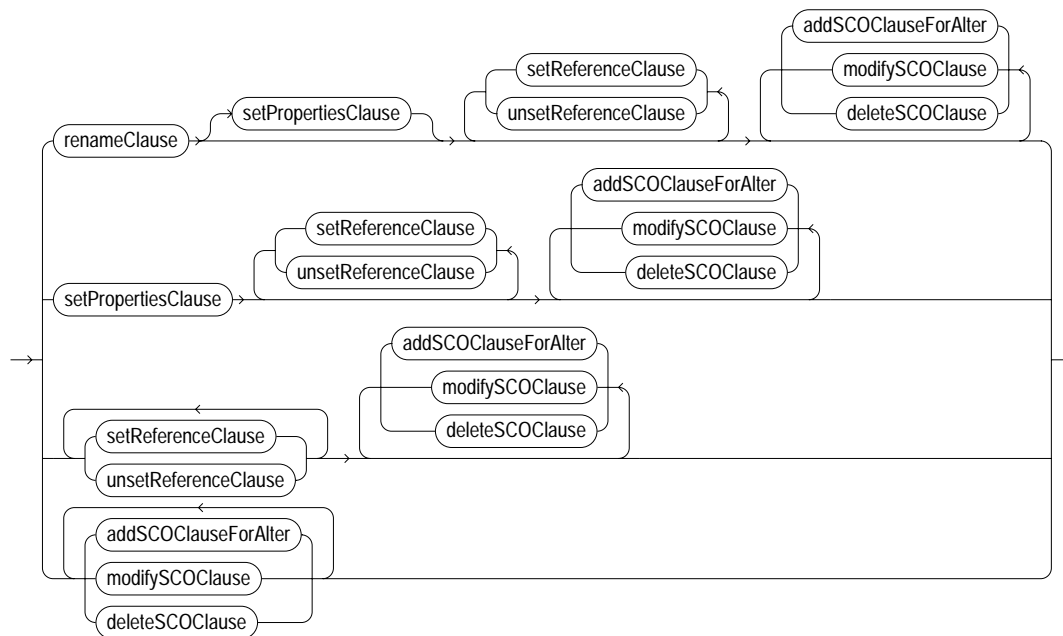 addSCOClauseForAlter
setReferenceClause modifySCOClause
setPropertiesClause unsetReferenceClause deleteSCOClause
renameClause
addSCOClauseForAlter
setReferenceClause modifySCOClause
unsetReferenceClause deleteSCOClause
setPropertiesClause
addSCOClauseForAlter
modifySCOClause
setReferenceClause deleteSCOClause
unsetReferenceClause
addSCOClauseForAlter
modifySCOClause
deleteSCOClause